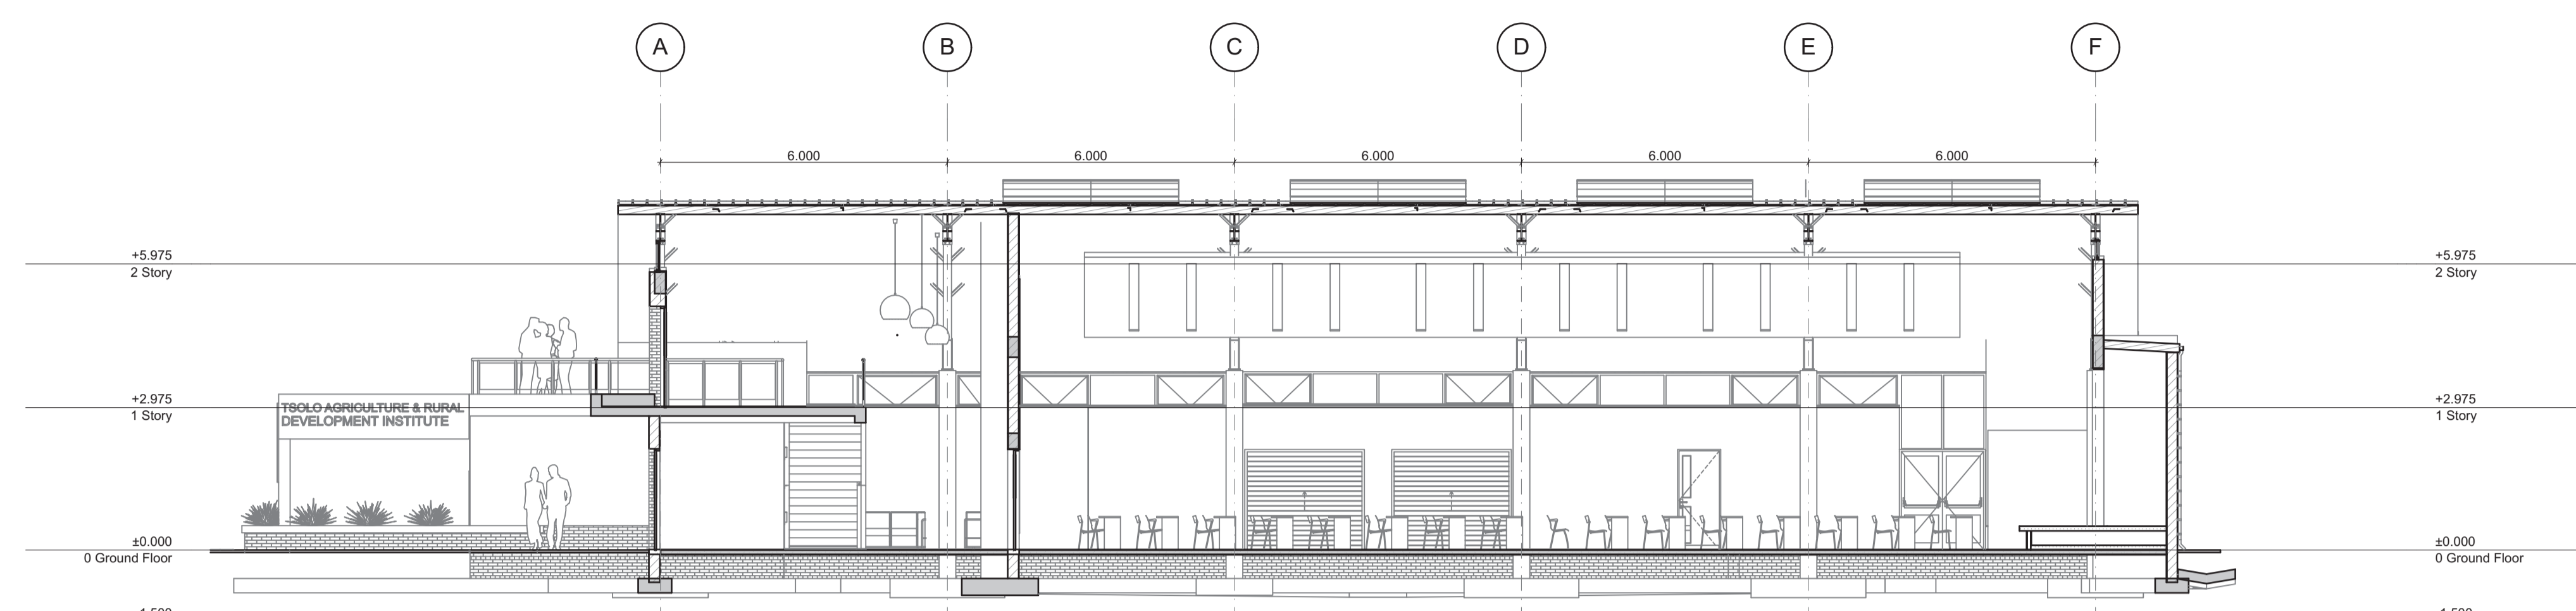 A B C D E F
6.000 6.000 6.000 6.000 6.000
+5.975 +5.975
2 Story 2 Story
+2.975 +2.975
1 Story 1 Story
TSOLO AGRICULTURE & RURAL
DEVELOPMENT INSTITUTE
±0.000 ±0.000
0 Ground Floor 0 Ground Floor